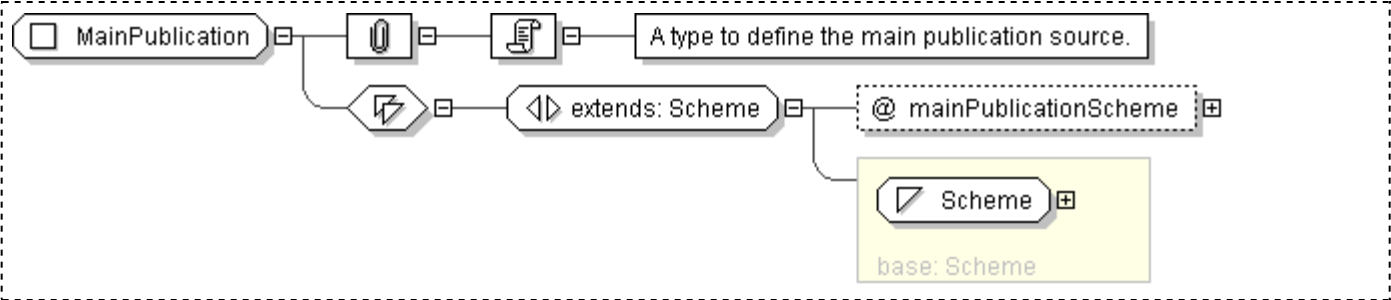 MainPublication
A type to define the main publication source.
extends: Scheme
@ mainPublicationScheme
Scheme
base: Scheme